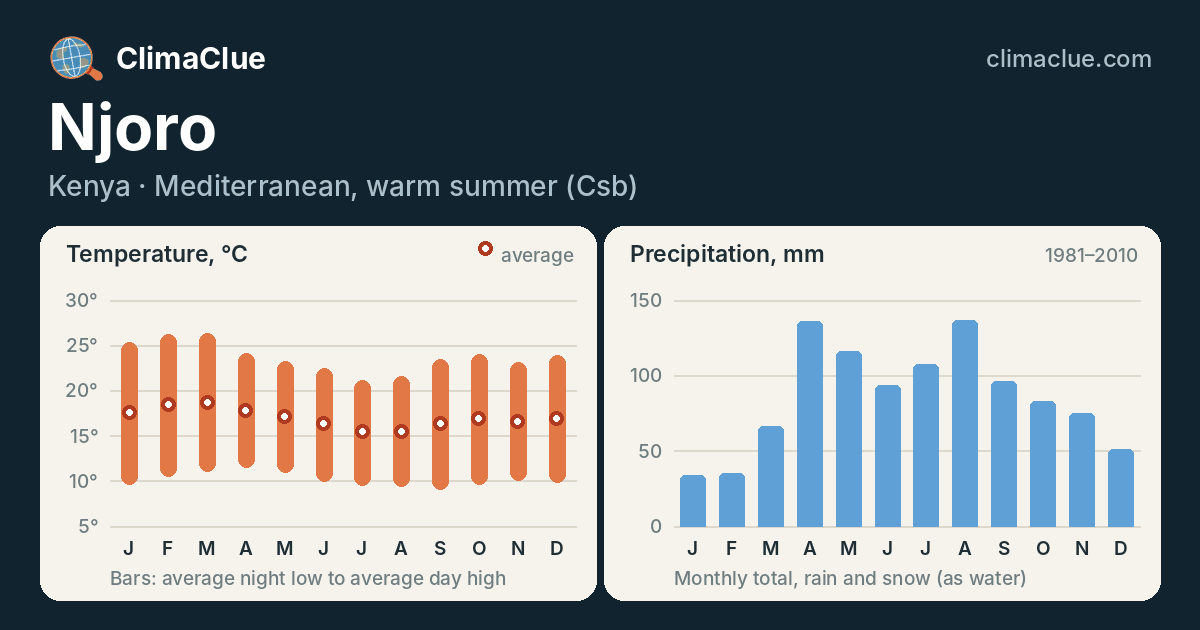 ClimaClue
climaclue.com
Njoro
Kenya · Mediterranean, warm summer (Csb)
Temperature, °C
average
30°
25°
20°
15°
10°
5°
J F M A M J J A S O N D
Bars: average night low to average day high
Precipitation, mm
1981–2010
150
100
50
0
J F M A M J J A S O N D
Monthly total, rain and snow (as water)